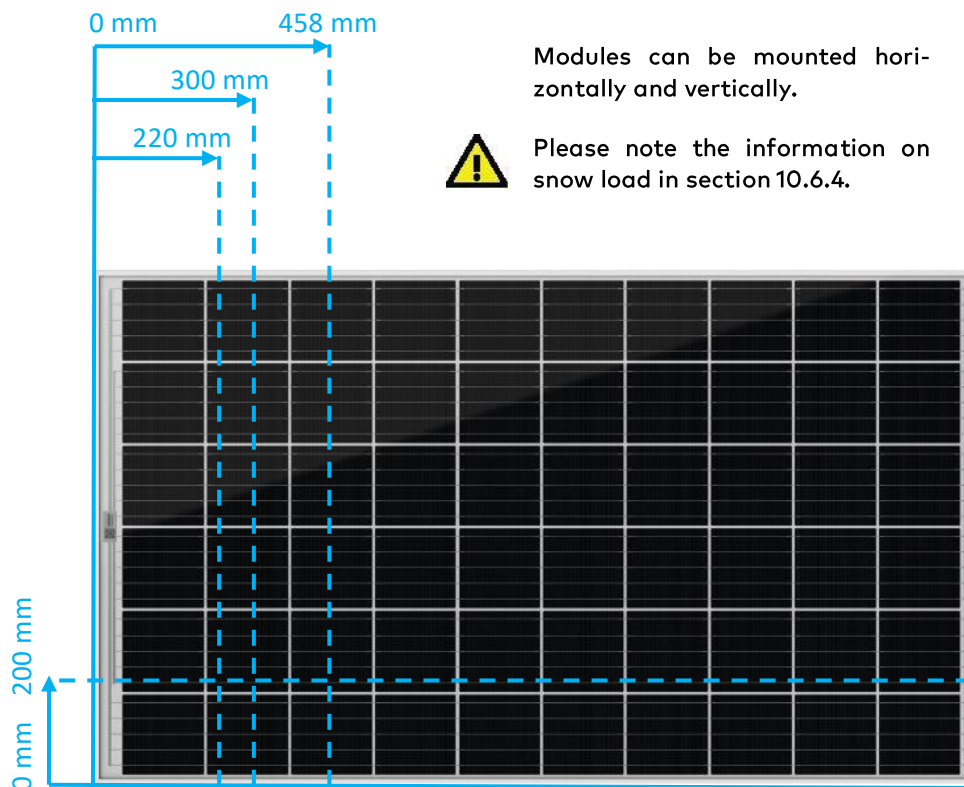 0 mm
458 mm
Modules can be mounted hori-
zontally and vertically.
300 mm
220 mm
Please note the information on
snow load in section 10.6.4.
200 mm
0 mm